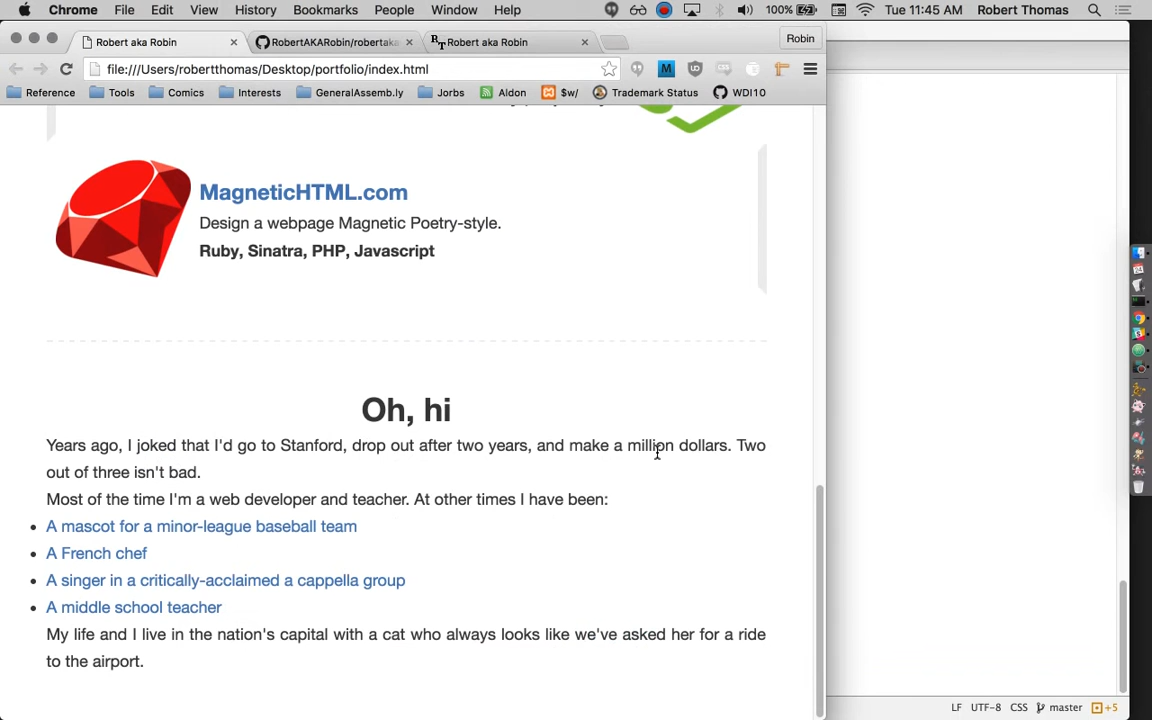 Chrome File Edit View History Bookmarks People Window Help 100% Tue 11:45 AM Robert Thomas
Robert aka Robin RobertAKARobin/robertaka Robert aka Robin Robin
file:///Users/robertthomas/Desktop/portfolio/index.html
Reference Tools Comics Interests GeneralAssemb.ly Jorbs Aldon $w/ Trademark Status WDI10
MagneticHTML.com
Design a webpage Magnetic Poetry-style.
Ruby, Sinatra, PHP, Javascript
Oh, hi
Years ago, I joked that I'd go to Stanford, drop out after two years, and make a million dollars. Two
out of three isn't bad.
Most of the time I'm a web developer and teacher. At other times I have been:
• A mascot for a minor-league baseball team
• A French chef
• A singer in a critically-acclaimed a cappella group
• A middle school teacher
My life and I live in the nation's capital with a cat who always looks like we've asked her for a ride
to the airport.
LF UTF-8 CSS master +5